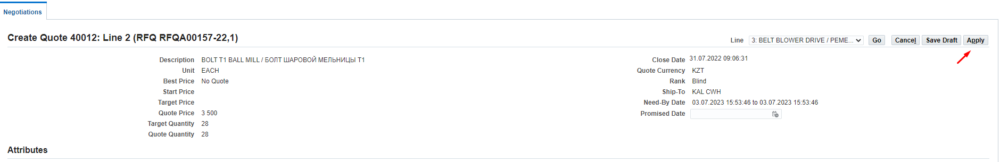 Negotiations
Create Quote 40012: Line 2 (RFQ RFQA00157-22,1)
Line 3: BELT BLOWER DRIVE / РЕМЕ... Go Cancel Save Draft Apply
Description BOLT T1 BALL MILL / БОЛТ ШАРОВОЙ МЕЛЬНИЦЫ T1
Unit EACH
Best Price No Quote
Start Price
Target Price
Quote Price 3 500
Target Quantity 28
Quote Quantity 28
Close Date 31.07.2022 09:06:31
Quote Currency KZT
Rank Blind
Ship-To KAL CWH
Need-By Date 03.07.2023 15:53:46 to 03.07.2023 15:53:46
Promised Date
Attributes